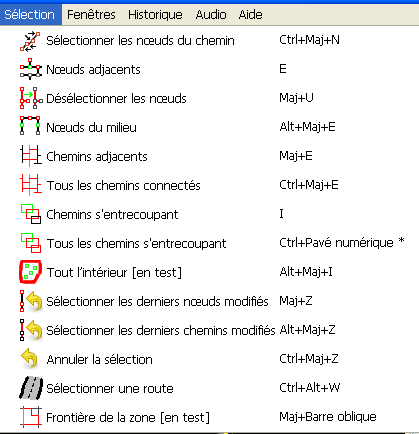 Sélection Fenêtres Historique Audio Aide
Sélectionner les nœuds du chemin Ctrl+Maj+N
Nœuds adjacents E
Désélectionner les nœuds Maj+U
Nœuds du milieu Alt+Maj+E
Chemins adjacents Maj+E
Tous les chemins connectés Ctrl+Maj+E
Chemins s'entrecoupant I
Tous les chemins s'entrecoupant Ctrl+Pavé numérique *
Tout l'intérieur [en test] Alt+Maj+I
Sélectionner les derniers nœuds modifiés Maj+Z
Sélectionner les derniers chemins modifiés Alt+Maj+Z
Annuler la sélection Ctrl+Maj+Z
Sélectionner une route Ctrl+Alt+W
Frontière de la zone [en test] Maj+Barre oblique